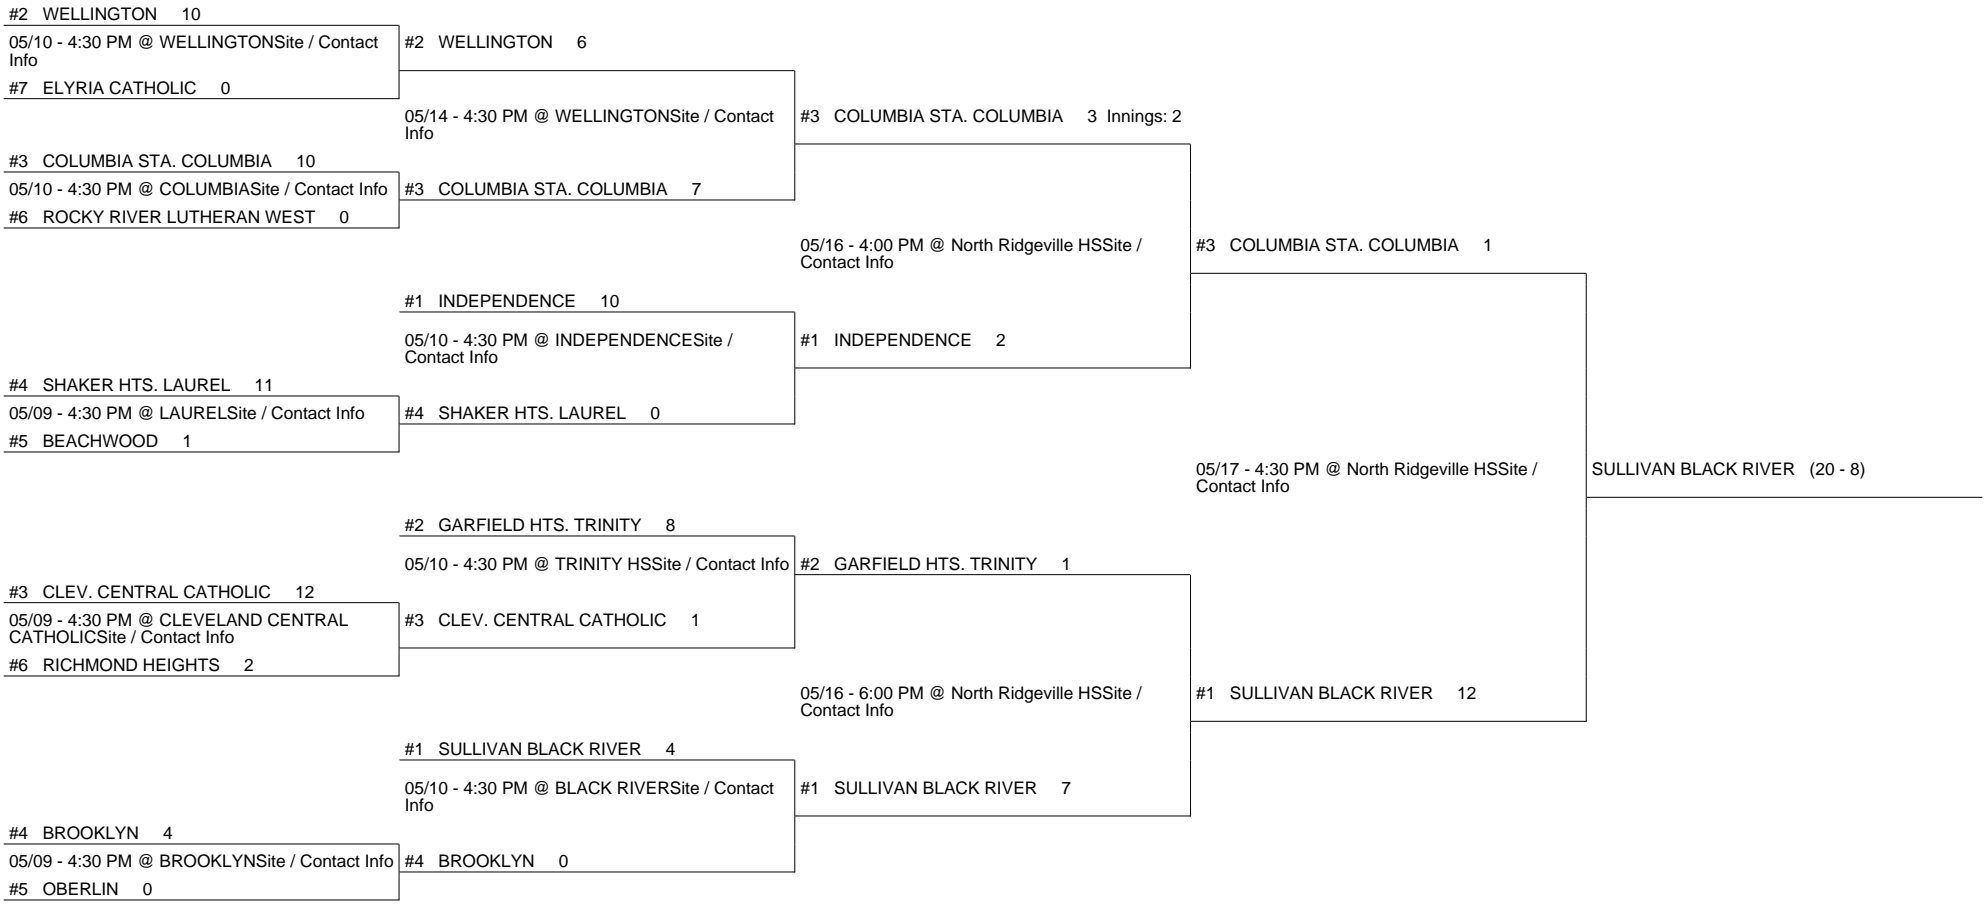 #2 WELLINGTON 10
05/10 - 4:30 PM @ WELLINGTONSite / Contact
Info
#7 ELYRIA CATHOLIC 0
#3 COLUMBIA STA. COLUMBIA 10
05/10 - 4:30 PM @ COLUMBIASite / Contact Info
#6 ROCKY RIVER LUTHERAN WEST 0
#4 SHAKER HTS. LAUREL 11
05/09 - 4:30 PM @ LAURELSite / Contact Info
#5 BEACHWOOD 1
#3 CLEV. CENTRAL CATHOLIC 12
05/09 - 4:30 PM @ CLEVELAND CENTRAL
CATHOLICSite / Contact Info
#6 RICHMOND HEIGHTS 2
#4 BROOKLYN 4
05/09 - 4:30 PM @ BROOKLYNSite / Contact Info
#5 OBERLIN 0
#2 WELLINGTON 6
05/14 - 4:30 PM @ WELLINGTONSite / Contact
Info
#3 COLUMBIA STA. COLUMBIA 7
#1 INDEPENDENCE 10
05/10 - 4:30 PM @ INDEPENDENCESite /
Contact Info
#4 SHAKER HTS. LAUREL 0
#2 GARFIELD HTS. TRINITY 8
05/10 - 4:30 PM @ TRINITY HSSite / Contact Info
#3 CLEV. CENTRAL CATHOLIC 1
#1 SULLIVAN BLACK RIVER 4
05/10 - 4:30 PM @ BLACK RIVERSite / Contact
Info
#4 BROOKLYN 0
#3 COLUMBIA STA. COLUMBIA 3 Innings: 2
05/16 - 4:00 PM @ North Ridgeville HSSite /
Contact Info
#1 INDEPENDENCE 2
#2 GARFIELD HTS. TRINITY 1
05/16 - 6:00 PM @ North Ridgeville HSSite /
Contact Info
#1 SULLIVAN BLACK RIVER 7
#3 COLUMBIA STA. COLUMBIA 1
05/17 - 4:30 PM @ North Ridgeville HSSite /
Contact Info
#1 SULLIVAN BLACK RIVER 12
SULLIVAN BLACK RIVER (20 - 8)